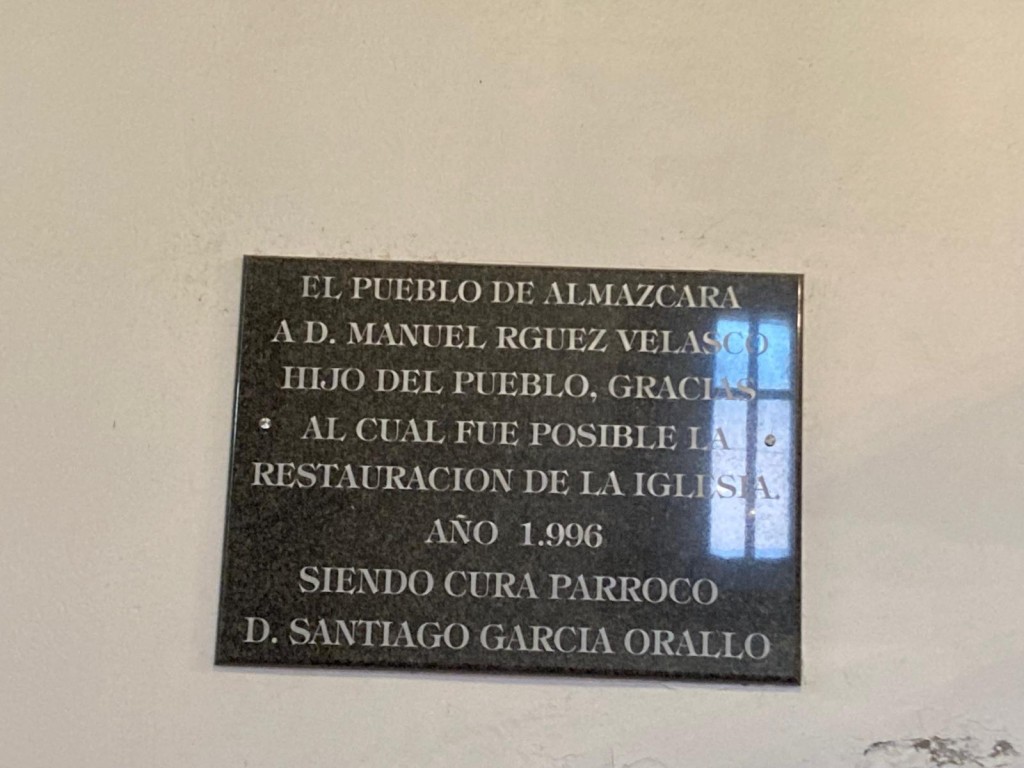 EL PUEBLO DE ALMAZCARA
A D. MANUEL RGUEZ VELASCO
HIJO DEL PUEBLO, GRACIAS
AL CUAL FUE POSIBLE LA
RESTAURACION DE LA IGLESIA.
AÑO 1.996
SIENDO CURA PARROCO
D. SANTIAGO GARCIA ORALLO